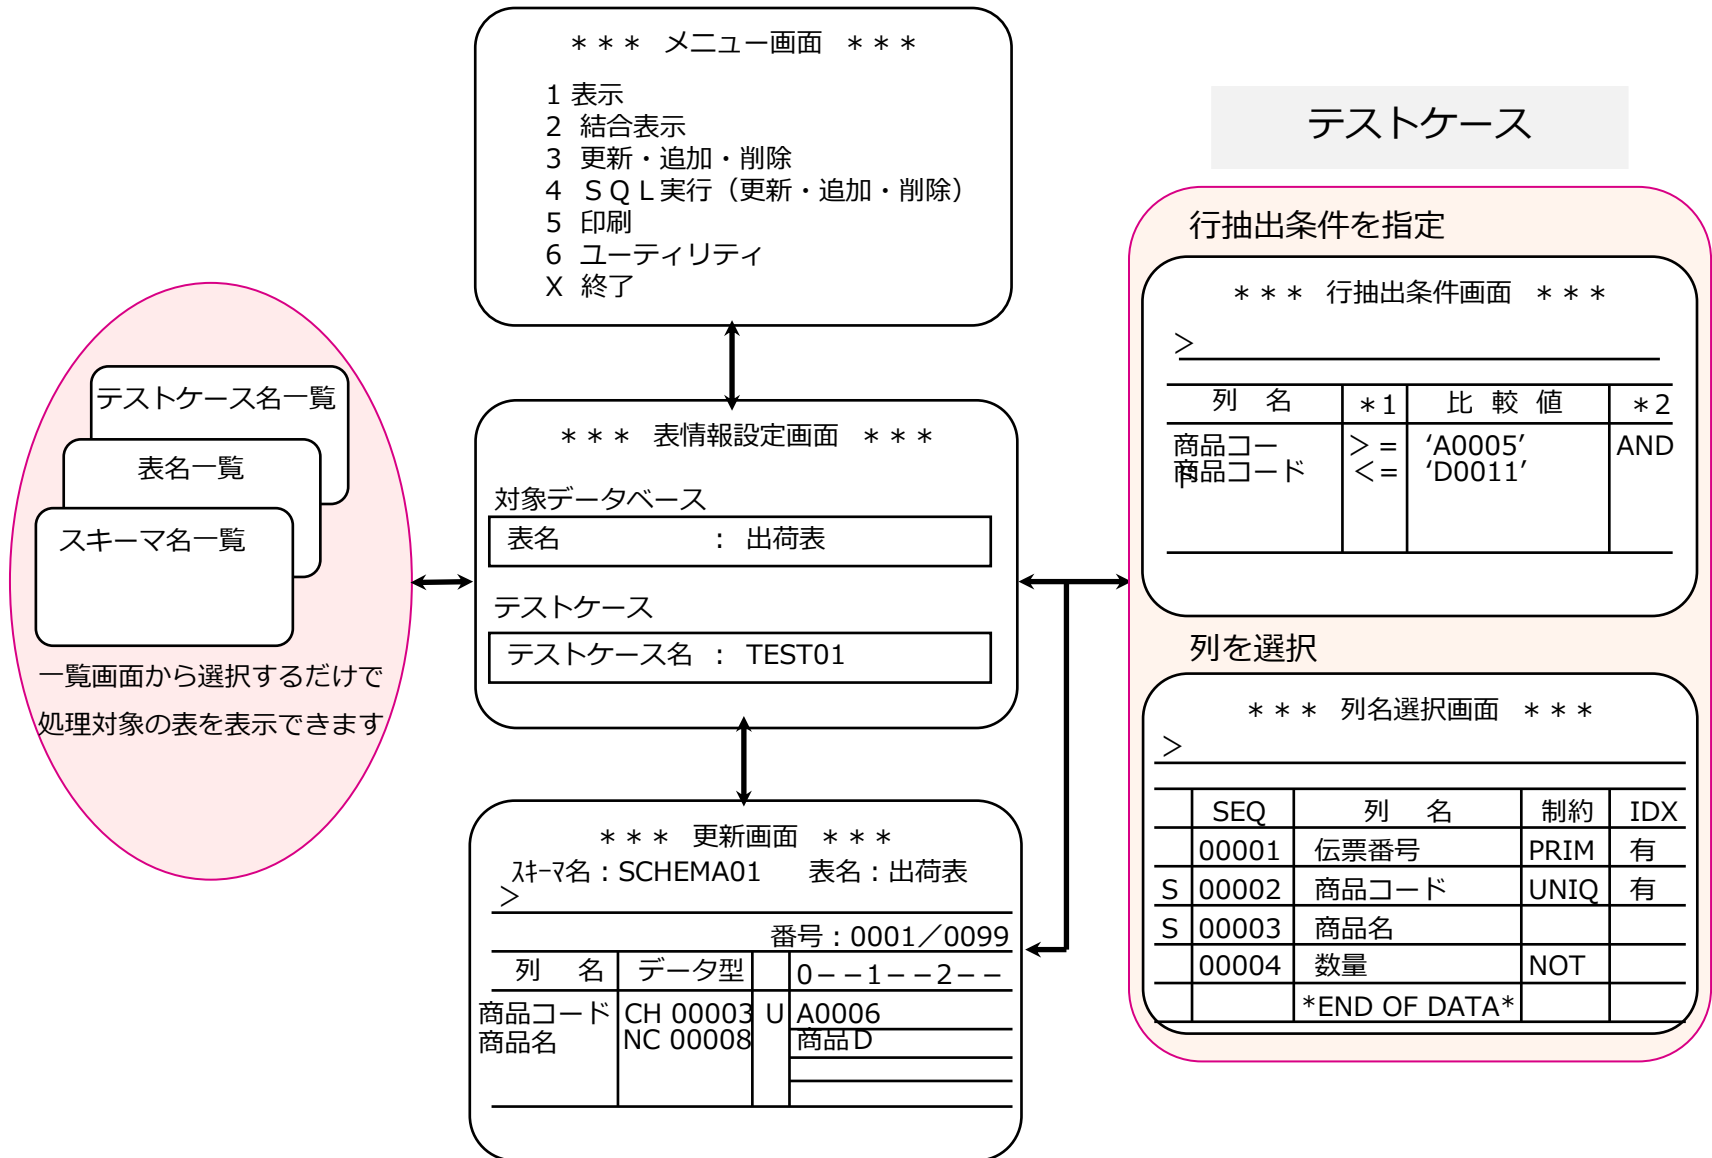 ＊＊＊ メニュー画面 ＊＊＊
1 表示
2 結合表示
3 更新・追加・削除
4 ＳＱＬ実行（更新・追加・削除）
5 印刷
6 ユーティリティ
X 終了
テストケース
行抽出条件を指定
＊＊＊ 行抽出条件画面 ＊＊＊
＞
列 名 ＊1 比 較 値 ＊2
商品コード ＞＝ ‘A0005’ AND
商品コード ＜＝ ‘D0011’
列を選択
＊＊＊ 列名選択画面 ＊＊＊
＞
SEQ 列 名 制約 IDX
00001 伝票番号 PRIM 有
S 00002 商品コード UNIQ 有
S 00003 商品名
00004 数量 NOT
*END OF DATA*
テストケース名一覧
表名一覧
スキーマ名一覧
一覧画面から選択するだけで
処理対象の表を表示できます
＊＊＊ 表情報設定画面 ＊＊＊
対象データベース
表名 : 出荷表
テストケース
テストケース名 : TEST01
＊＊＊ 更新画面 ＊＊＊
ｽｷｰﾏ名：SCHEMA01 表名：出荷表
＞
番号：0001／0099
列 名 データ型 0－－1－－2－－
商品コード CH 00003 U A0006
商品名 NC 00008 商品Ｄ